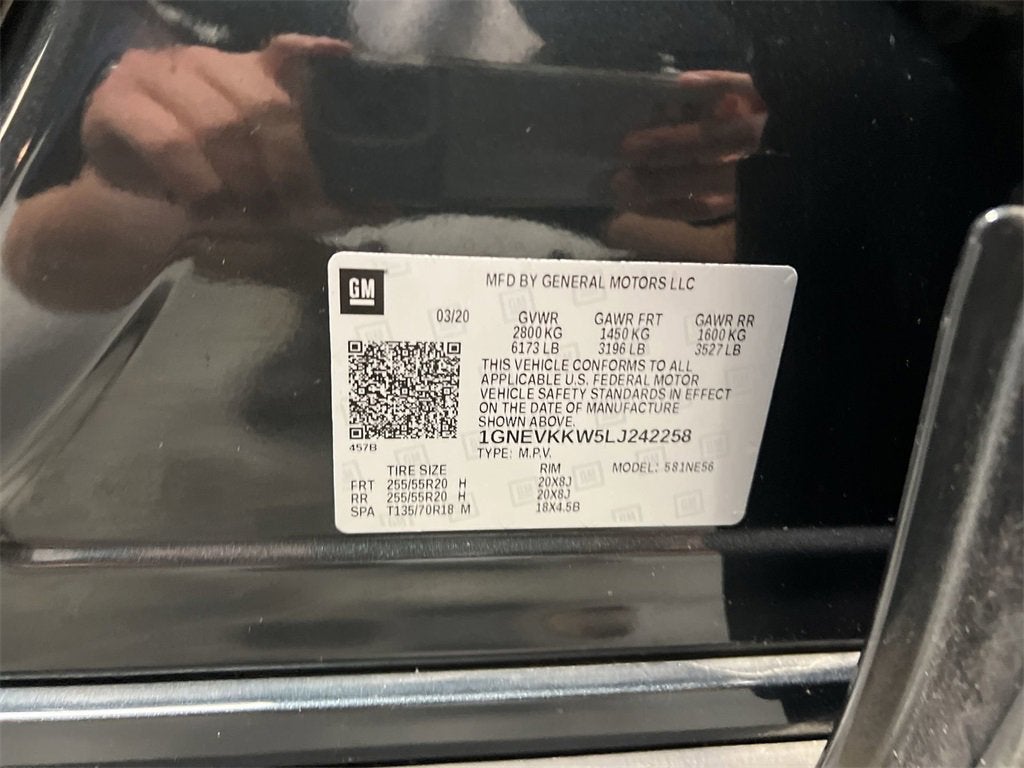 GM
MFD BY GENERAL MOTORS LLC
03/20 GVWR GAWR FRT GAWR RR
2800 KG 1450 KG 1600 KG
6173 LB 3196 LB 3527 LB
THIS VEHICLE CONFORMS TO ALL
APPLICABLE U.S. FEDERAL MOTOR
VEHICLE SAFETY STANDARDS IN EFFECT
ON THE DATE OF MANUFACTURE
SHOWN ABOVE.
1GNEVKKW5LJ242258
457B
TYPE: M.P.V.
TIRE SIZE RIM MODEL: 581NE56
FRT 255/55R20 H 20X8J
RR 255/55R20 H 20X8J
SPA T135/70R18 M 18X4.5B